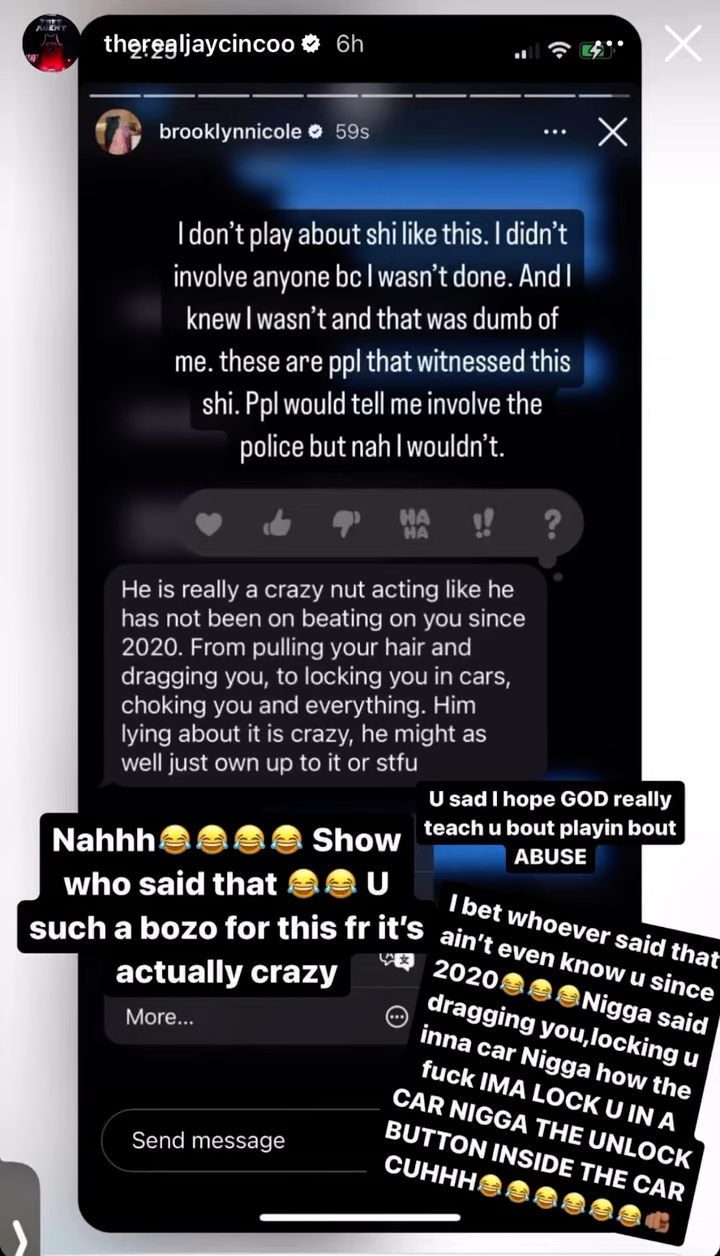 therealjaycincoo 6h
2:25
brooklynnicole 59s
I don't play about shi like this. I didn't
involve anyone bc I wasn't done. And I
knew I wasn't and that was dumb of
me. these are ppl that witnessed this
shi. Ppl would tell me involve the
police but nah I wouldn't.
HA
HA
!!
?
He is really a crazy nut acting like he
has not been on beating on you since
2020. From pulling your hair and
dragging you, to locking you in cars,
choking you and everything. Him
lying about it is crazy, he might as
well just own up to it or stfu
U sad I hope GOD really
teach u bout playin bout
ABUSE
Nahhh😂😂😂😂 Show
who said that 😂😂 U
such a bozo for this fr it's
actually crazy
I bet whoever said that
ain't even know u since
2020😂😂😂Nigga said
dragging you,locking u
inna car Nigga how the
fuck IMA LOCK U IN A
CAR NIGGA THE UNLOCK
BUTTON INSIDE THE CAR
CUHHH😂😂😂😂😂😂🫵🏾
More...
Send message